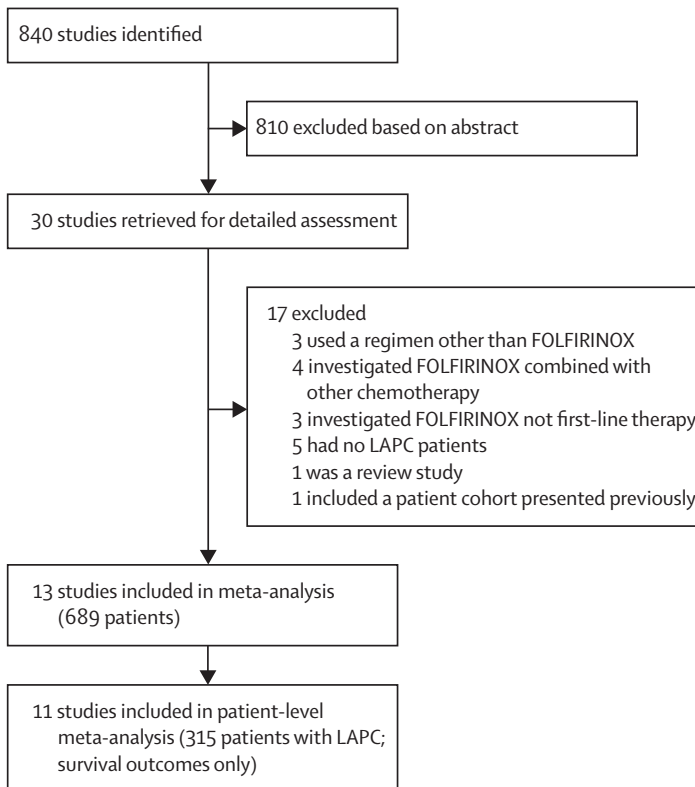 840 studies identified
810 excluded based on abstract
30 studies retrieved for detailed assessment
17 excluded
3 used a regimen other than FOLFIRINOX
4 investigated FOLFIRINOX combined with
other chemotherapy
3 investigated FOLFIRINOX not first-line therapy
5 had no LAPC patients
1 was a review study
1 included a patient cohort presented previously
13 studies included in meta-analysis
(689 patients)
11 studies included in patient-level
meta-analysis (315 patients with LAPC;
survival outcomes only)